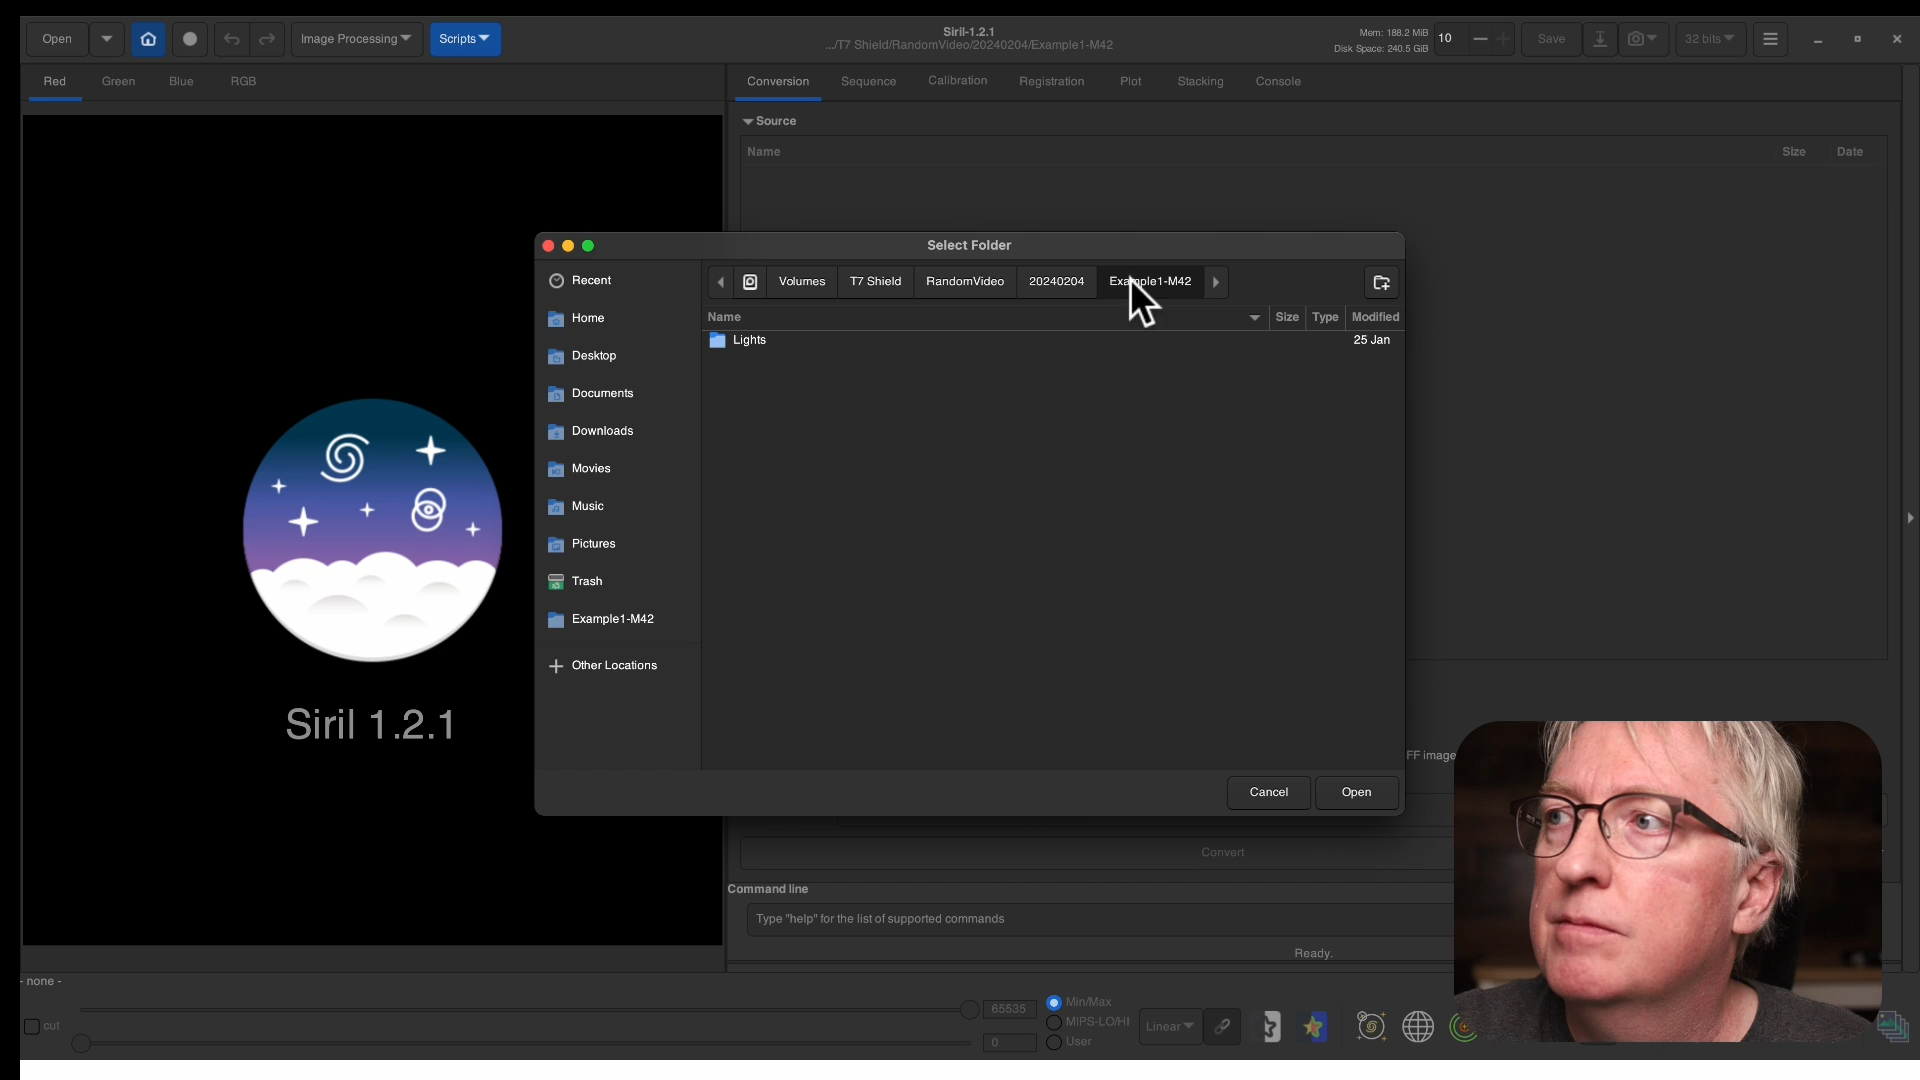 Open
Image Processing
Scripts
Siril-1.2.1
.../T7 Shield/RandomVideo/20240204/Example1-M42
Mem: 188.2 MiB
Disk Space: 240.5 GiB
10
Save
32 bits
Red
Green
Blue
RGB
Conversion
Sequence
Calibration
Registration
Plot
Stacking
Console
Source
Name
Size
Date
Select Folder
Recent
Home
Desktop
Documents
Downloads
Movies
Music
Pictures
Trash
Example1-M42
Other Locations
Volumes
T7 Shield
RandomVideo
20240204
Example1-M42
Name
Size
Type
Modified
Lights
25 Jan
Cancel
Open
Siril 1.2.1
FF image
Convert
Command line
Type "help" for the list of supported commands
Ready.
- none -
cut
65535
0
Min/Max
MIPS-LO/HI
User
Linear